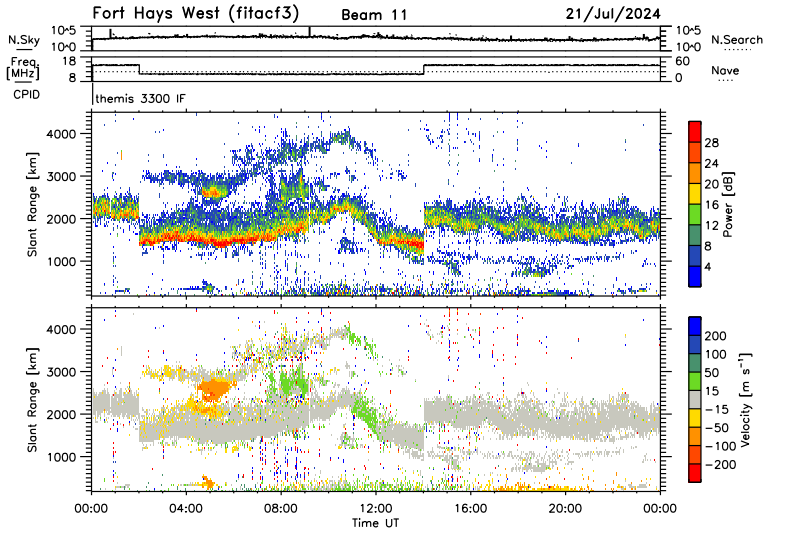 Fort Hays West (fitacf3) Beam 11 21/Jul/2024
N.Sky 10^5 10^0 10^5 10^0 N.Search
Freq. [MHz] 18 8 60 0 Nave
CPID themis 3300 IF
Slant Range [km] 4000 3000 2000 1000
Power [dB] 28 24 20 16 12 8 4
Slant Range [km] 4000 3000 2000 1000
Velocity [m s⁻¹] 200 100 50 15 −15 −50 −100 −200
00:00 04:00 08:00 12:00 16:00 20:00 00:00
Time UT